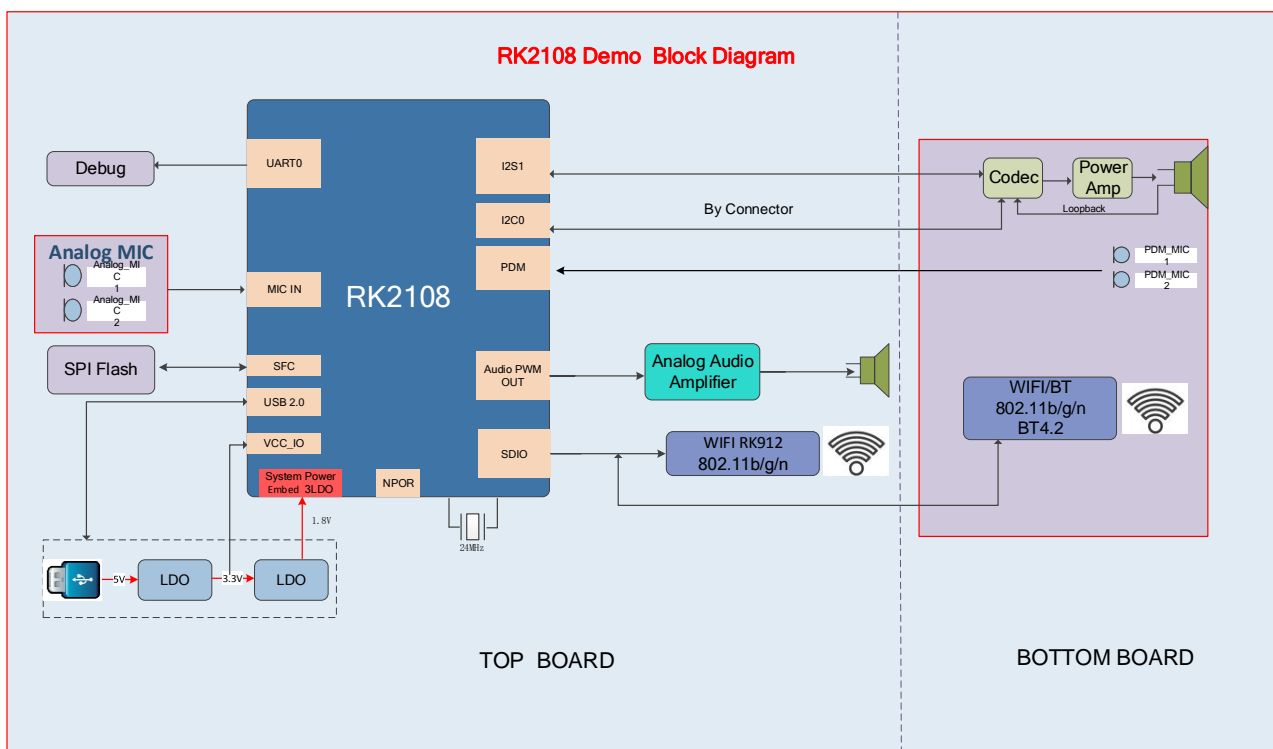 RK2108 Demo Block Diagram
Debug
UART0
I2S1
I2C0
PDM
By Connector
Codec
Power
Amp
Loopback
PDM_MIC
1
PDM_MIC
2
Analog MIC
Analog_MI
C
1
Analog_MI
C
2
MIC IN
RK2108
SPI Flash
SFC
USB 2.0
VCC_IO
System Power
Embed 3LDO
NPOR
Audio PWM
OUT
SDIO
Analog Audio
Amplifier
WIFI RK912
802.11b/g/n
WIFI/BT
802.11b/g/n
BT4.2
1.8V
24MHz
5V
LDO
3.3V
LDO
TOP BOARD
BOTTOM BOARD